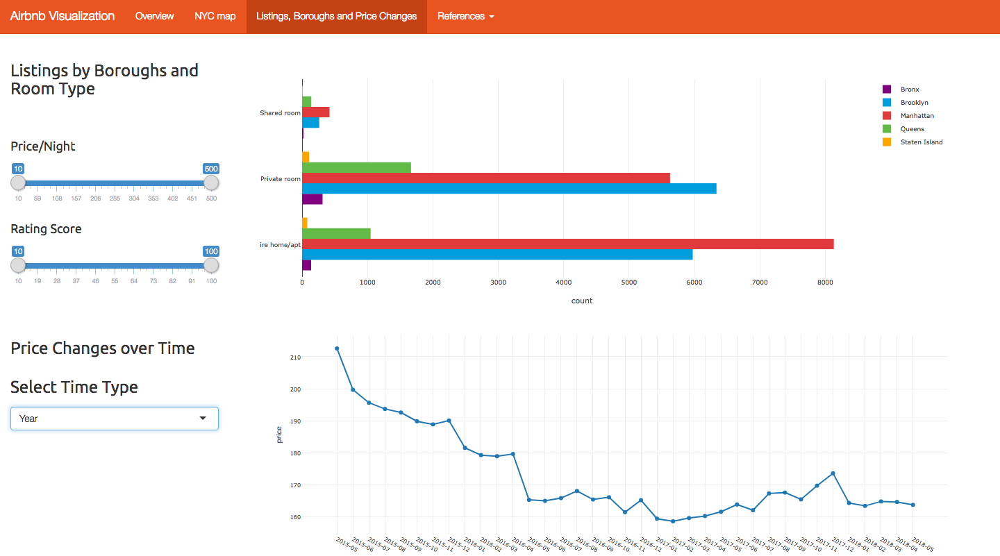 Airbnb Visualization Overview NYC map Listings, Boroughs and Price Changes References
Listings by Boroughs and
Room Type
Price/Night
10 500
10 59 108 157 206 255 304 353 402 451 500
Rating Score
10 100
10 19 28 37 46 55 64 73 82 91 100
Shared room
Private room
ire home/apt
0 1000 2000 3000 4000 5000 6000 7000 8000
count
Bronx
Brooklyn
Manhattan
Queens
Staten Island
Price Changes over Time
Select Time Type
Year
210
200
190
180
170
160
price
2015-05 2015-06 2015-07 2015-08 2015-09 2015-10 2015-11 2015-12 2016-01 2016-02 2016-03 2016-04 2016-05 2016-06 2016-07 2016-08 2016-09 2016-10 2016-11 2016-12 2017-01 2017-02 2017-03 2017-04 2017-05 2017-06 2017-07 2017-08 2017-09 2017-10 2017-11 2017-12 2018-01 2018-02 2018-03 2018-04 2018-05